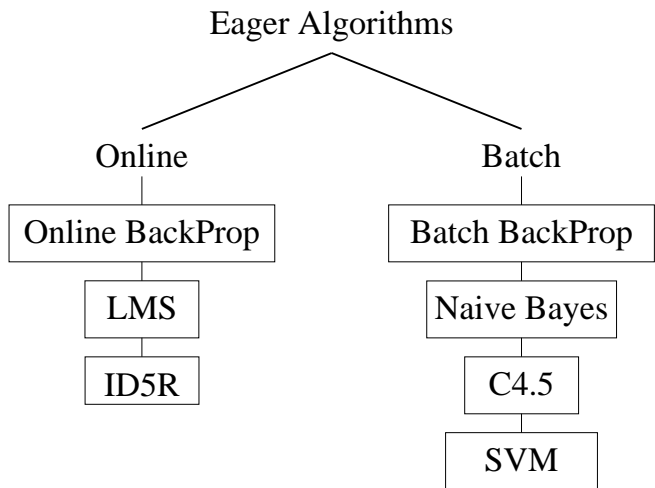 Eager Algorithms
Online
Batch
Online BackProp
Batch BackProp
LMS
Naive Bayes
ID5R
C4.5
SVM